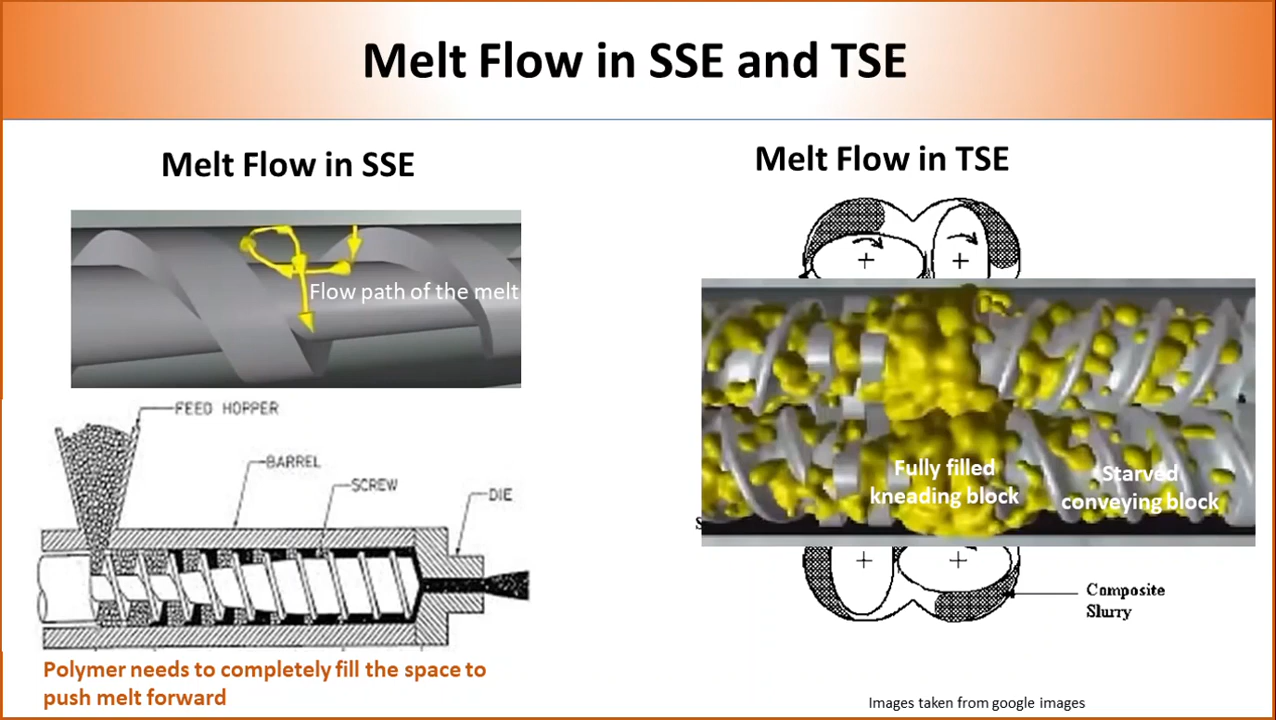 Melt Flow in SSE and TSE
Melt Flow in SSE
Flow path of the melt
FEED HOPPER
BARREL
SCREW
DIE
Polymer needs to completely fill the space to
push melt forward
Melt Flow in TSE
Fully filled
kneading block
Starved
conveying block
Composite
Slurry
Images taken from google images